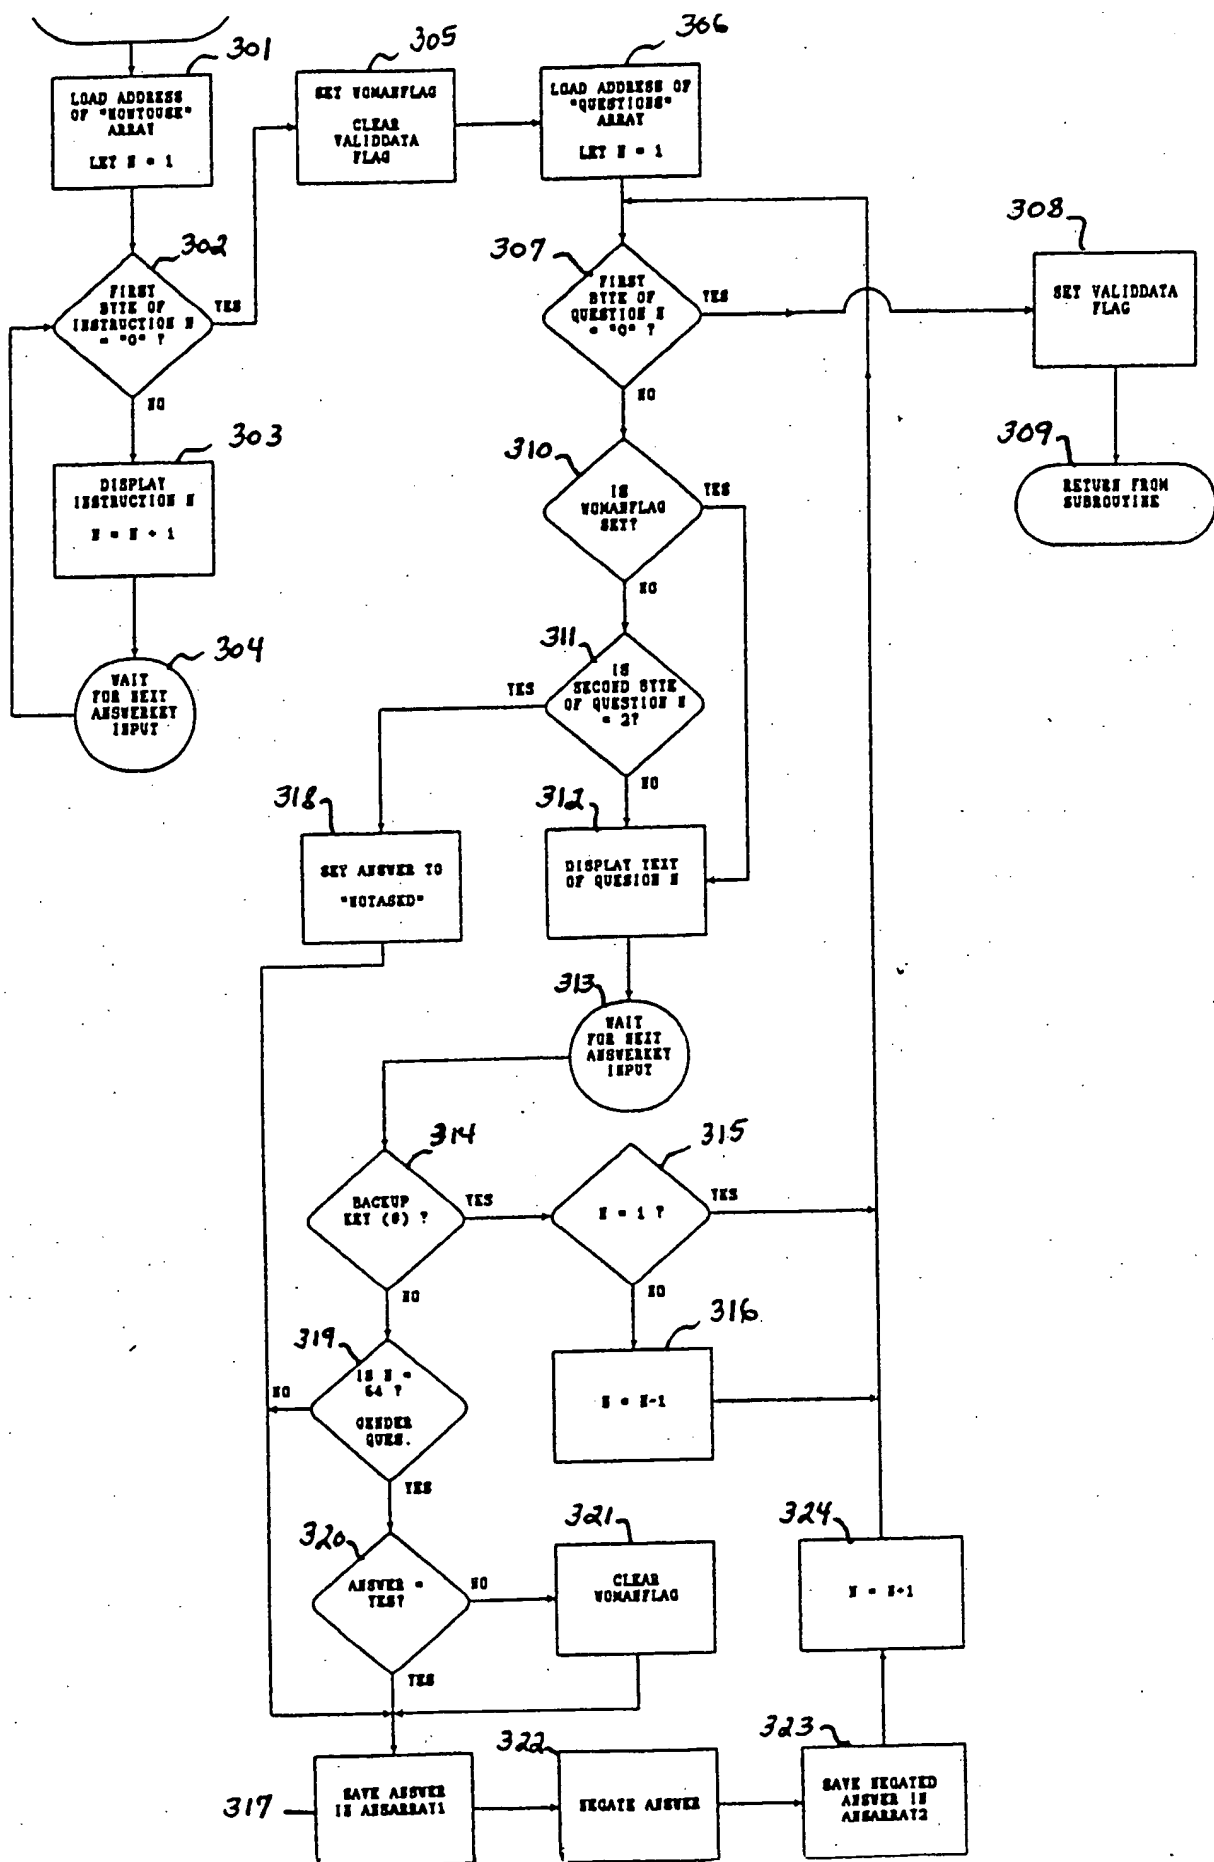 301
LOAD ADDRESS
OF "HOWTOUSE"
ARRAY
LET N = 1
302
FIRST
BYTE OF
INSTRUCTION N
= "0" ?
YES
NO
303
DISPLAY
INSTRUCTION N
N = N + 1
304
WAIT
FOR NEXT
ANSWERKEY
INPUT
305
SET WOMANFLAG
CLEAR
VALIDDATA
FLAG
306
LOAD ADDRESS OF
"QUESTIONS"
ARRAY
LET N = 1
307
FIRST
BYTE OF
QUESTION N
= "0" ?
YES
NO
308
SET VALIDDATA
FLAG
309
RETURN FROM
SUBROUTINE
310
IS
WOMANFLAG
SET?
YES
NO
311
IS
SECOND BYTE
OF QUESTION N
= 2?
YES
NO
318
SET ANSWER TO
"NOTASKED"
312
DISPLAY TEXT
OF QUESION N
313
WAIT
FOR NEXT
ANSWERKEY
INPUT
314
BACKUP
KEY (#) ?
YES
NO
315
N = 1 ?
YES
NO
316
N = N-1
319
IS N =
64 ?
GENDER
QUES.
NO
YES
320
ANSWER =
YES?
NO
YES
321
CLEAR
WOMANFLAG
324
N = N+1
317
SAVE ANSWER
IN ANSARRAY1
322
NEGATE ANSWER
323
SAVE NEGATED
ANSWER IN
ANSARRAY2